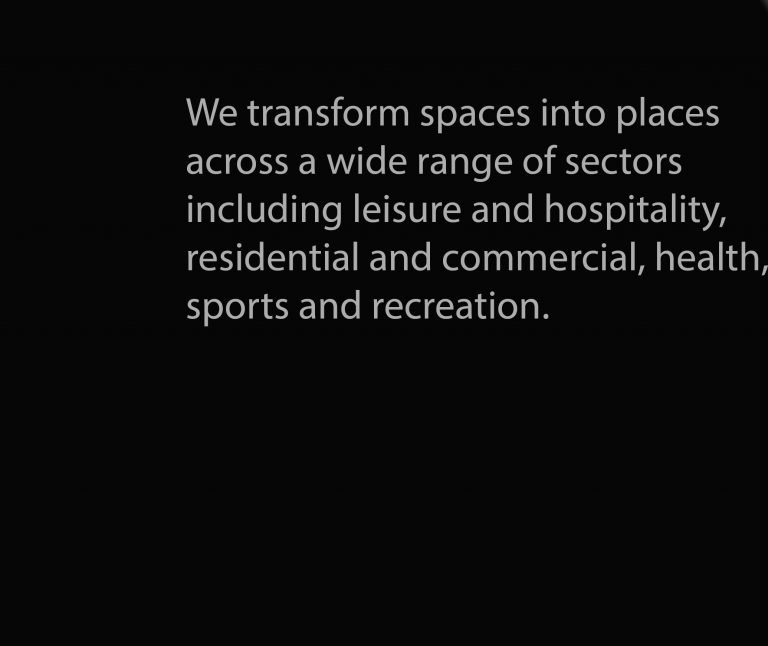 We transform spaces into places
across a wide range of sectors
including leisure and hospitality,
residential and commercial, health,
sports and recreation.